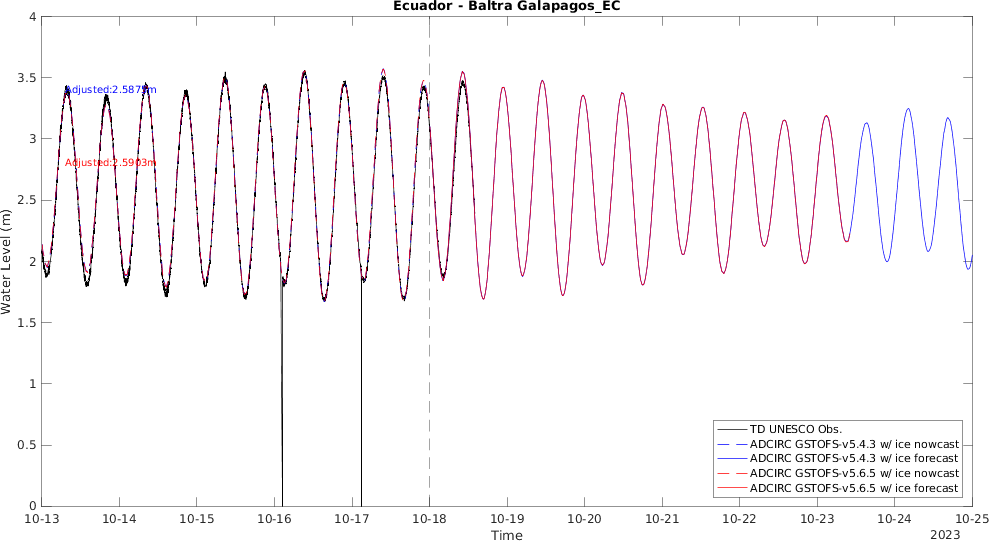 Ecuador - Baltra Galapagos_EC
4
3.5
3
2.5
2
1.5
1
0.5
0
Water Level (m)
Adjusted:2.5875m
Adjusted:2.5903m
TD UNESCO Obs.
ADCIRC GSTOFS-v5.4.3 w/ ice nowcast
ADCIRC GSTOFS-v5.4.3 w/ ice forecast
ADCIRC GSTOFS-v5.6.5 w/ ice nowcast
ADCIRC GSTOFS-v5.6.5 w/ ice forecast
10-13 10-14 10-15 10-16 10-17 10-18 10-19 10-20 10-21 10-22 10-23 10-24 10-25
Time
2023